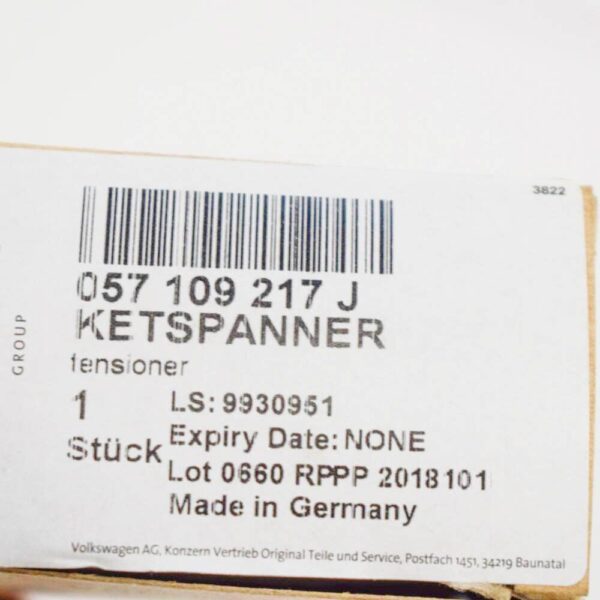 3822
057 109 217 J
KETSPANNER
tensioner
1
Stück
LS: 9930951
Expiry Date: NONE
Lot 0660 RPPP 2018101
Made in Germany
GROUP
Volkswagen AG, Konzern Vertrieb Original Teile und Service, Postfach 1451, 34219 Baunatal